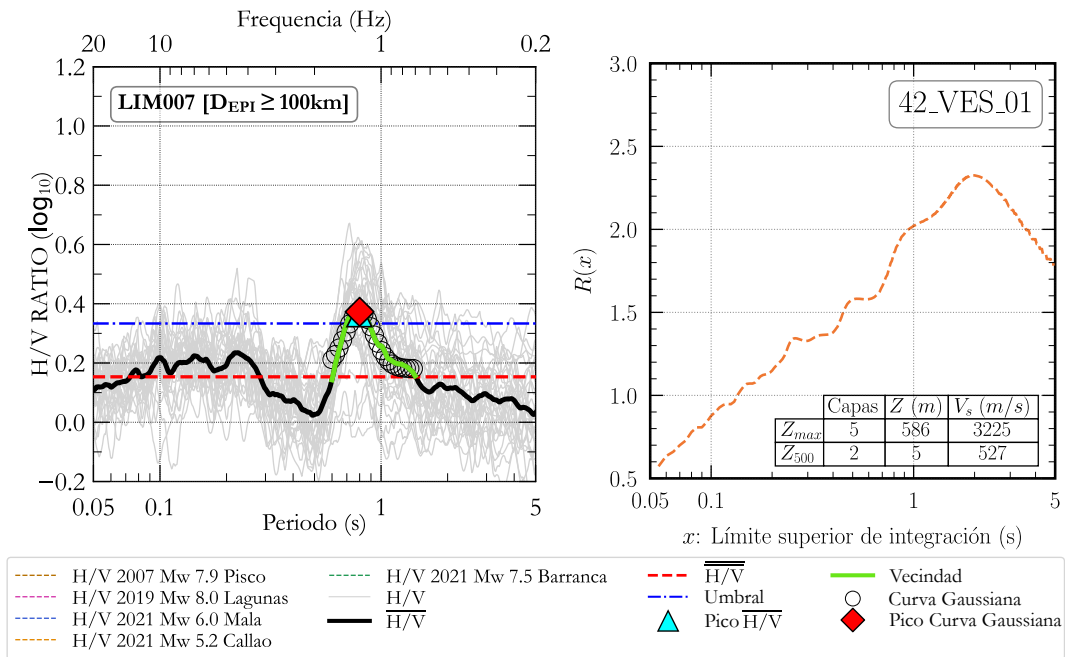 Frequencia (Hz)
20 10 1 0.2
1.2
1.0
0.8
0.6
0.4
0.2
0.0
−0.2
H/V RATIO (log10)
LIM007 [D_EPI ≥ 100km]
0.05 0.1 1 5
Periodo (s)
3.0
2.5
2.0
1.5
1.0
0.5
R(x)
42_VES_01
Capas Z (m) V_s (m/s)
Z_max 5 586 3225
Z_500 2 5 527
0.05 0.1 1 5
x: Límite superior de integración (s)
H/V 2007 Mw 7.9 Pisco
H/V 2019 Mw 8.0 Lagunas
H/V 2021 Mw 6.0 Mala
H/V 2021 Mw 5.2 Callao
H/V 2021 Mw 7.5 Barranca
H/V
H/V
H/V
Umbral
Pico H/V
Vecindad
Curva Gaussiana
Pico Curva Gaussiana